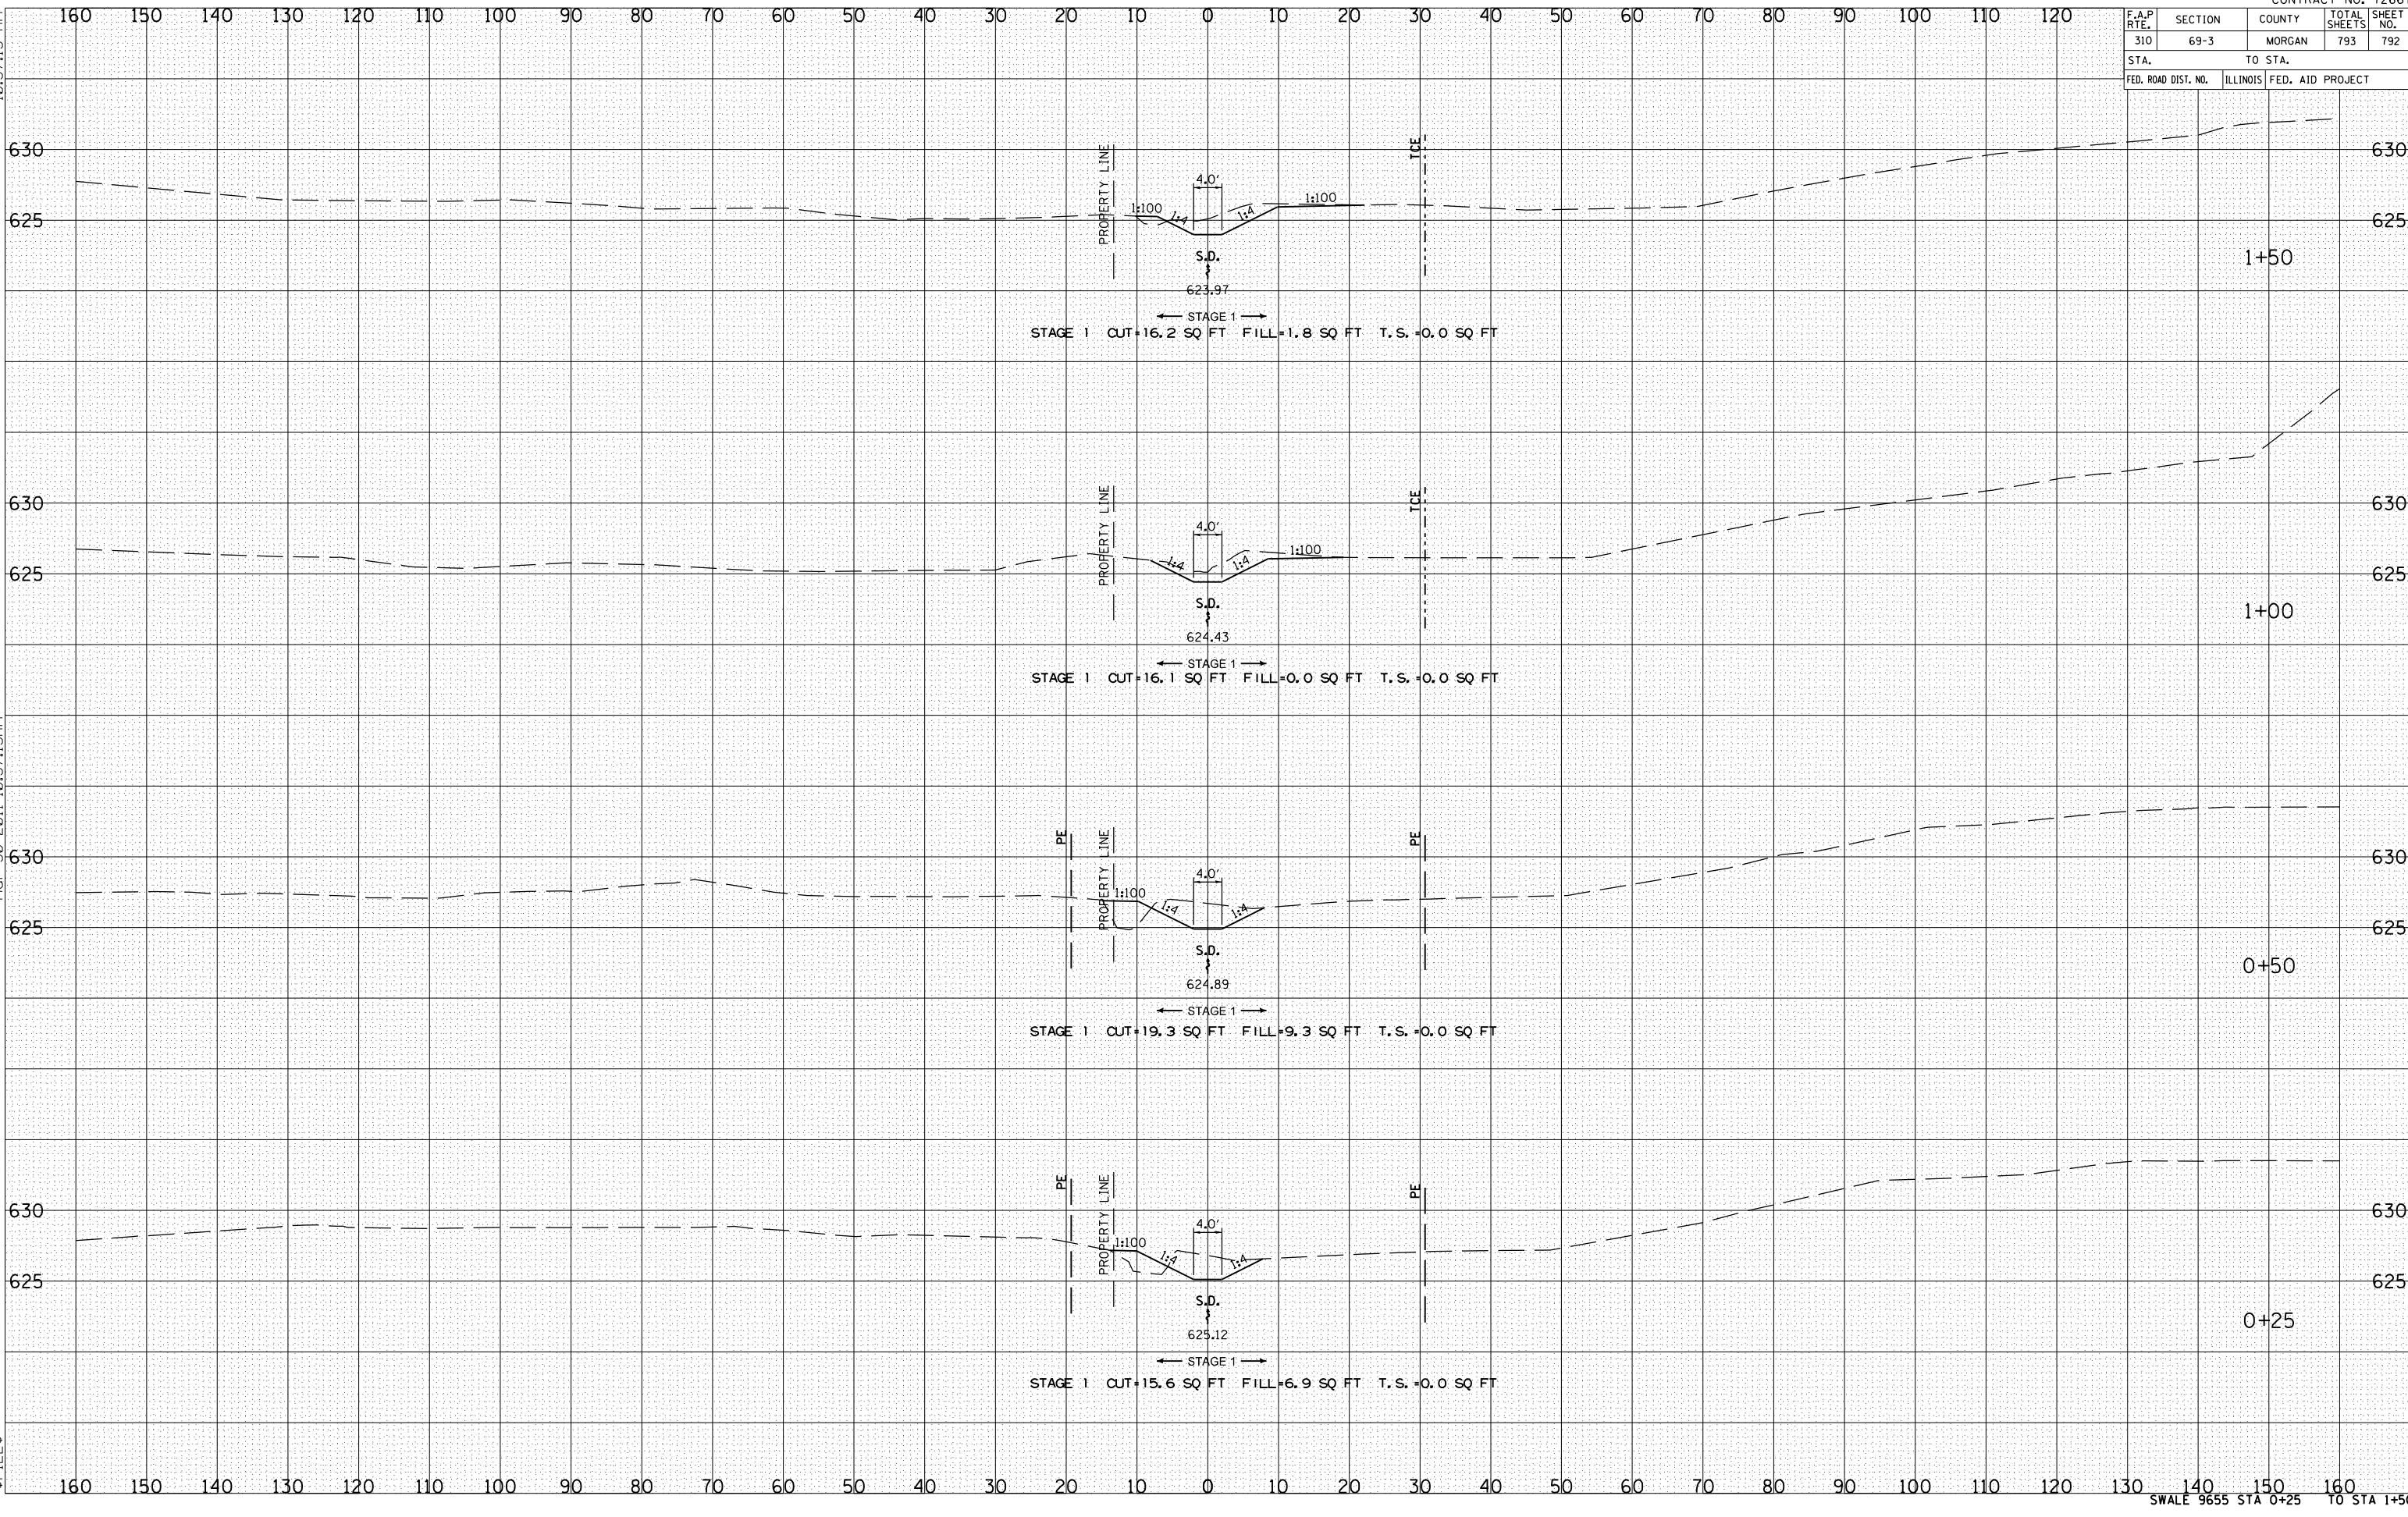 160 150 140 130 120 110 100 90 80 70 60 50 40 30 20 10 0 10 20 30 40 50 60 70 80 90 100 110 120
F.A.P RTE. SECTION COUNTY TOTAL SHEETS SHEET NO.
310 69-3 MORGAN 793 792
STA. TO STA.
FED. ROAD DIST. NO. ILLINOIS FED. AID PROJECT
630 PROPERTY LINE TCE 630
4.0'
1:100 1:4 1:4 1:100
625 625
S.D.
1+50
623.97
STAGE 1
STAGE 1 CUT=16.2 SQ FT FILL=1.8 SQ FT T.S.=0.0 SQ FT
630 PROPERTY LINE TCE 630
4.0'
1:4 1:4 1:100
625 625
S.D.
1+00
624.43
STAGE 1
STAGE 1 CUT=16.1 SQ FT FILL=0.0 SQ FT T.S.=0.0 SQ FT
630 PE PROPERTY LINE PE 630
4.0'
1:100 1:4 1:4
625 625
S.D.
0+50
624.89
STAGE 1
STAGE 1 CUT=19.3 SQ FT FILL=9.3 SQ FT T.S.=0.0 SQ FT
PE PROPERTY LINE PE
630 630
4.0'
1:100 1:4 1:4
625 625
S.D.
0+25
625.12
STAGE 1
STAGE 1 CUT=15.6 SQ FT FILL=6.9 SQ FT T.S.=0.0 SQ FT
160 150 140 130 120 110 100 90 80 70 60 50 40 30 20 10 0 10 20 30 40 50 60 70 80 90 100 110 120 130 140 150 160
SWALE 9655 STA 0+25 TO STA 1+50